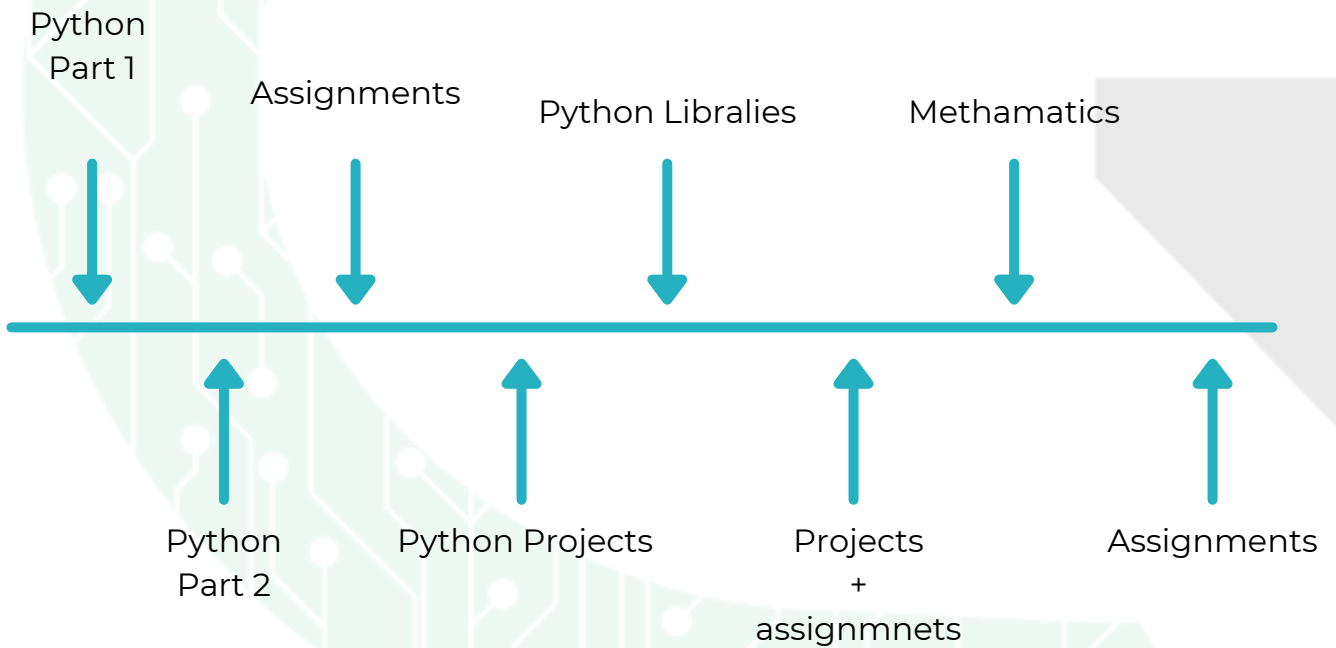 Python
Part 1
Assignments
Python Libralies
Methamatics
Python
Part 2
Python Projects
Projects
+
assignmnets
Assignments